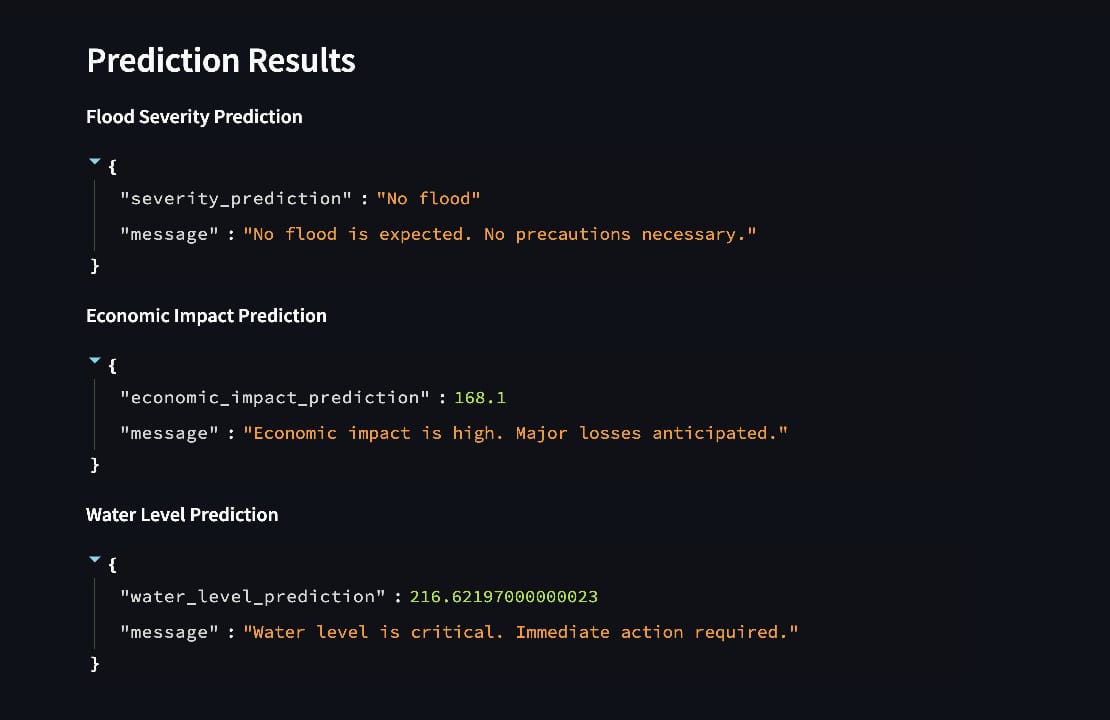 Prediction Results
Flood Severity Prediction
{
"severity_prediction" : "No flood"
"message" : "No flood is expected. No precautions necessary."
}
Economic Impact Prediction
{
"economic_impact_prediction" : 168.1
"message" : "Economic impact is high. Major losses anticipated."
}
Water Level Prediction
{
"water_level_prediction" : 216.62197000000023
"message" : "Water level is critical. Immediate action required."
}